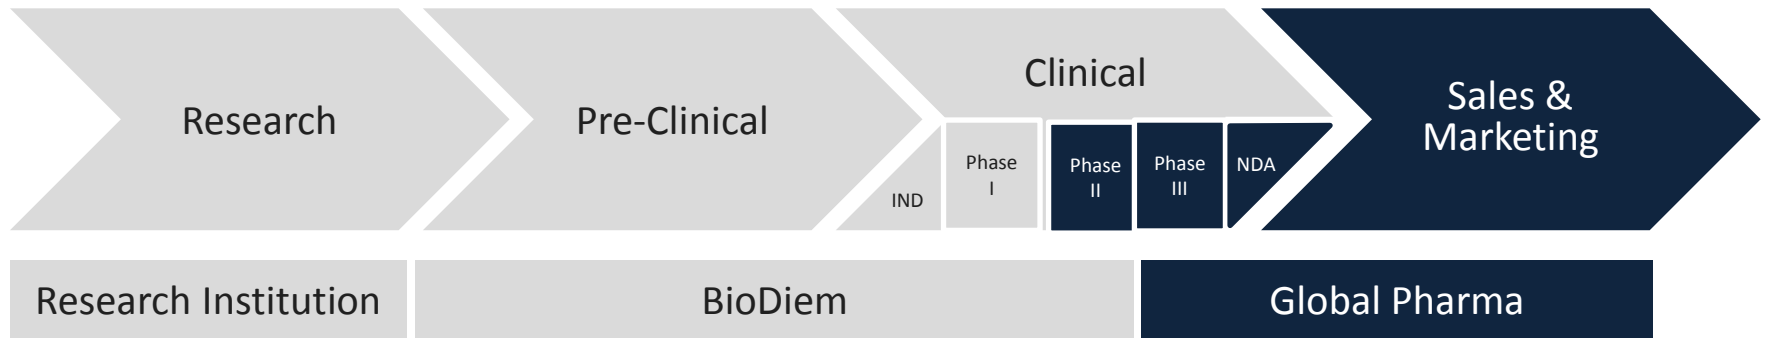 Research
Pre-Clinical
Clinical
IND
Phase
I
Phase
II
Phase
III
NDA
Sales &
Marketing
Research Institution
BioDiem
Global Pharma